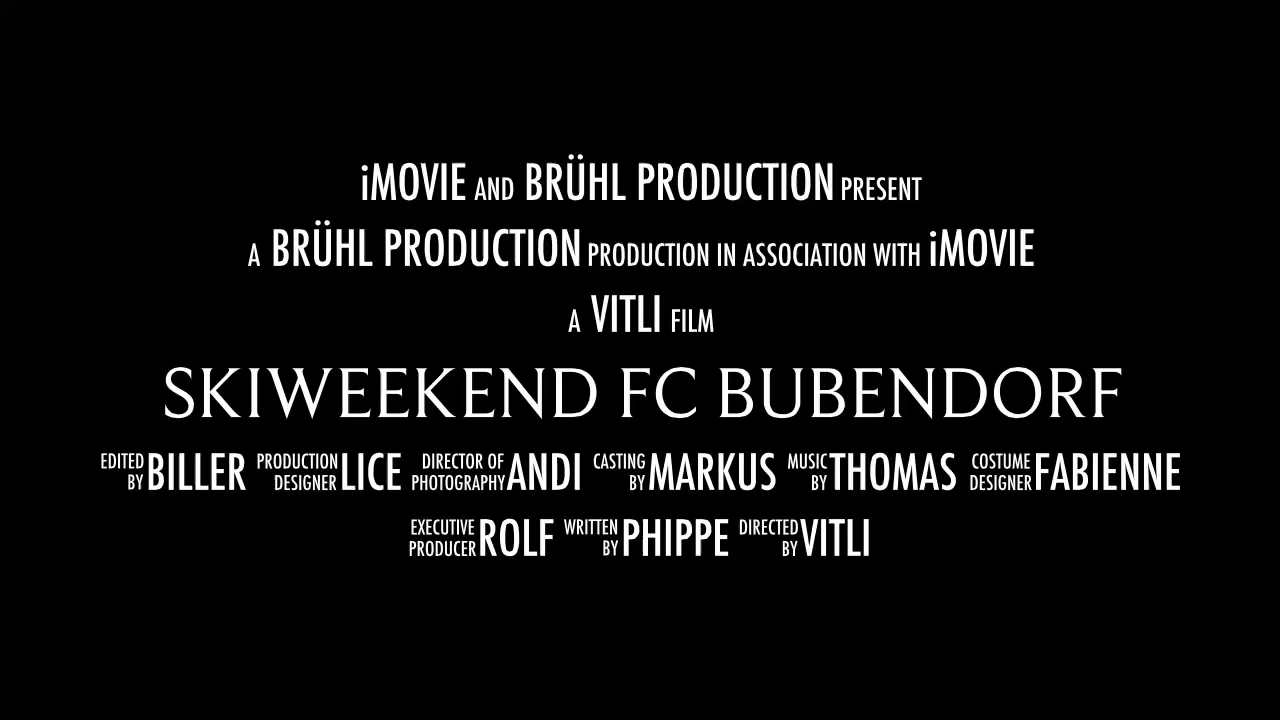 iMOVIE AND BRÜHL PRODUCTION PRESENT
A BRÜHL PRODUCTION PRODUCTION IN ASSOCIATION WITH iMOVIE
A VITLI FILM
SKIWEEKEND FC BUBENDORF
EDITED BY BILLER PRODUCTION DESIGNER LICE DIRECTOR OF PHOTOGRAPHY ANDI CASTING BY MARKUS MUSIC BY THOMAS COSTUME DESIGNER FABIENNE
EXECUTIVE PRODUCER ROLF WRITTEN BY PHIPPE DIRECTED BY VITLI